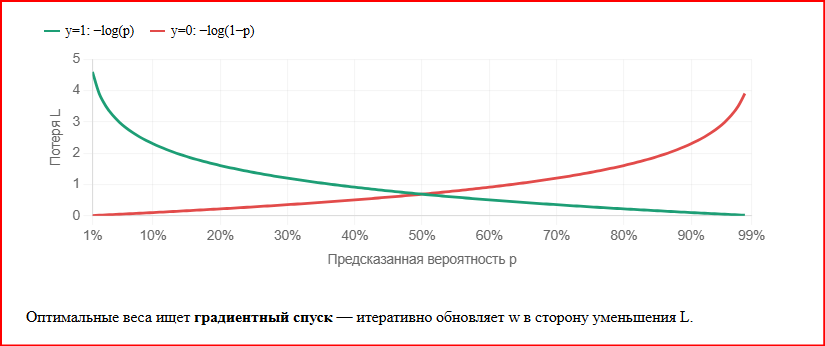 y=1: −log(p) y=0: −log(1−p)
5
4
3
2
1
0
Потеря L
1% 10% 20% 30% 40% 50% 60% 70% 80% 90% 99%
Предсказанная вероятность p
Оптимальные веса ищет градиентный спуск — итеративно обновляет w в сторону уменьшения L.